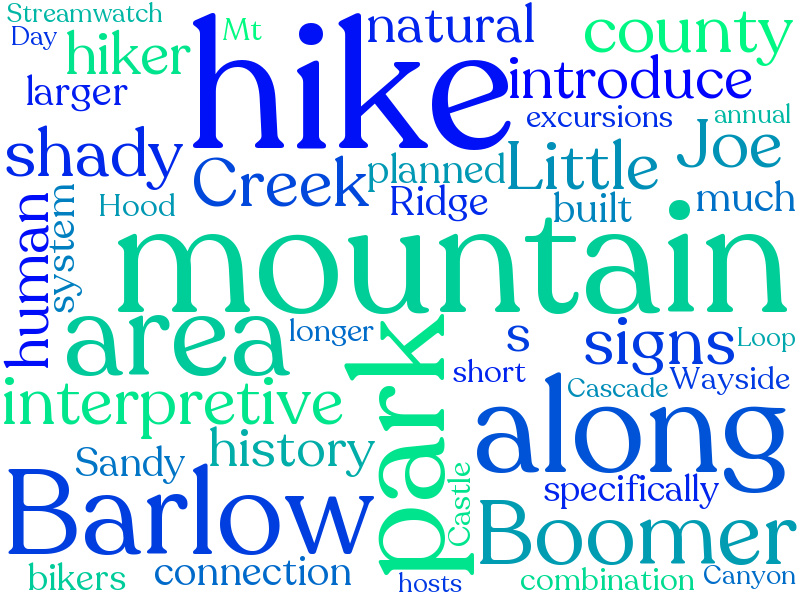 Streamwatch
Day
Mt
hiker
larger
hike
natural
county
introduce
excursions
annual
shady
Creek
planned
Little
Joe
Hood
Ridge
built
much
human
system
mountain
area
longer
park
s
signs
Loop
short
Cascade
Wayside
interpretive
along
history
Sandy
Castle
specifically
Barlow
Boomer
bikers
connection
hosts
combination
Canyon